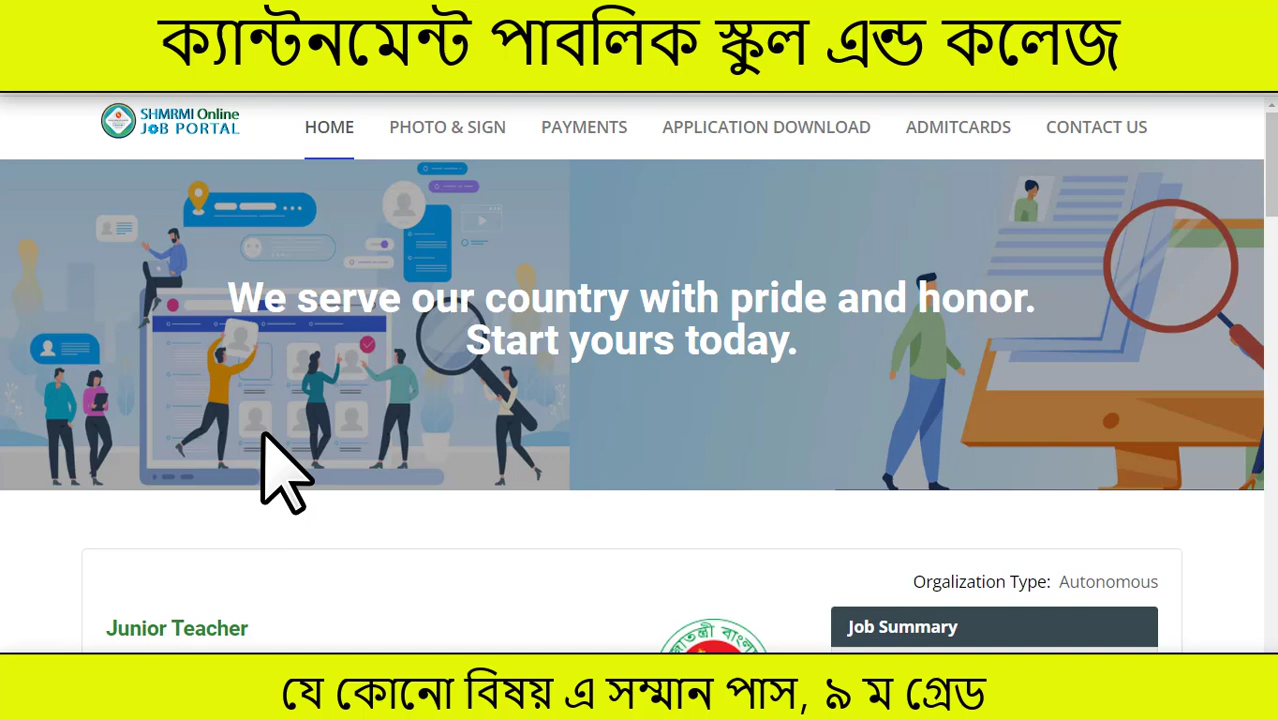 ক্যান্টনমেন্ট পাবলিক স্কুল এন্ড কলেজ
SHMRMI Online
JOB PORTAL
HOME PHOTO & SIGN PAYMENTS APPLICATION DOWNLOAD ADMITCARDS CONTACT US
We serve our country with pride and honor.
Start yours today.
Orgalization Type: Autonomous
Junior Teacher
Job Summary
যে কোনো বিষয় এ সম্মান পাস, ৯ ম গ্রেড